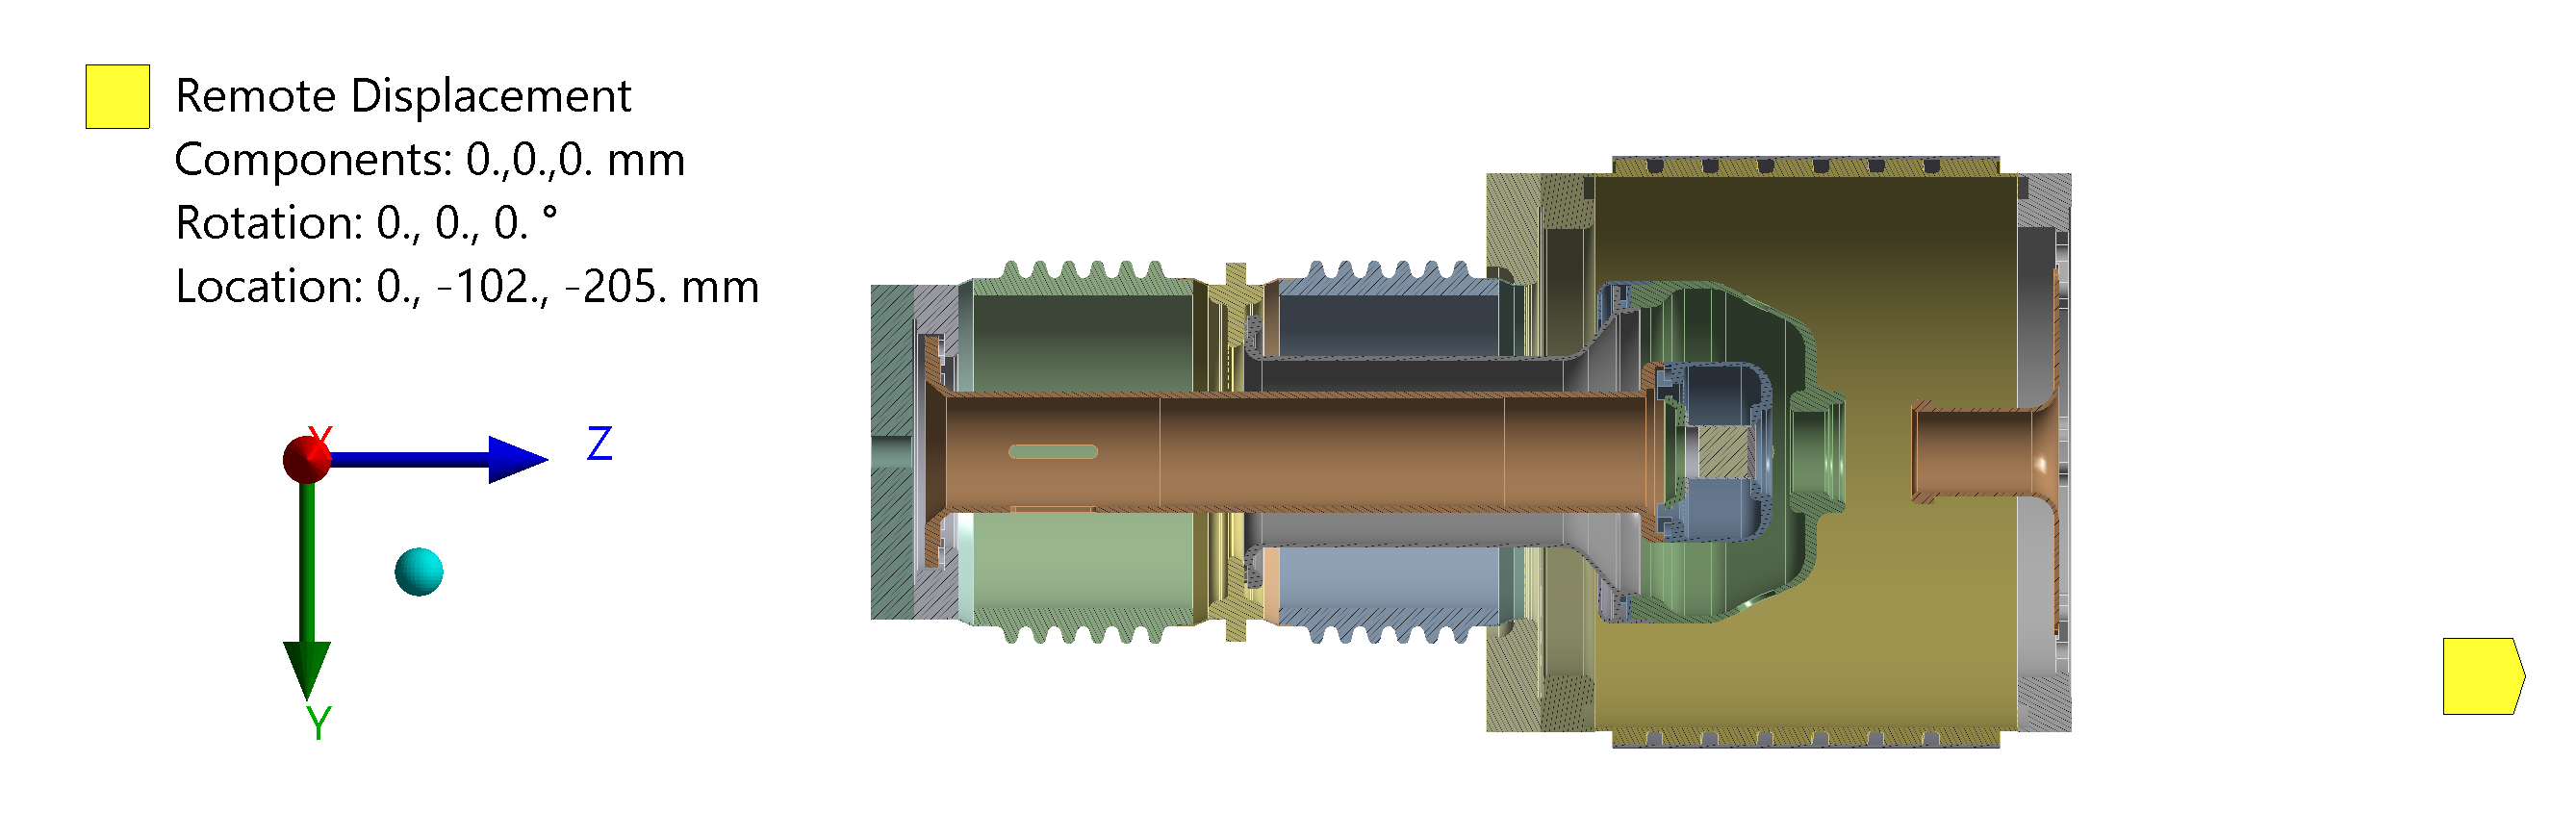 Remote Displacement
Components: 0.,0.,0. mm
Rotation: 0., 0., 0. °
Location: 0., -102., -205. mm
X
Z
Y